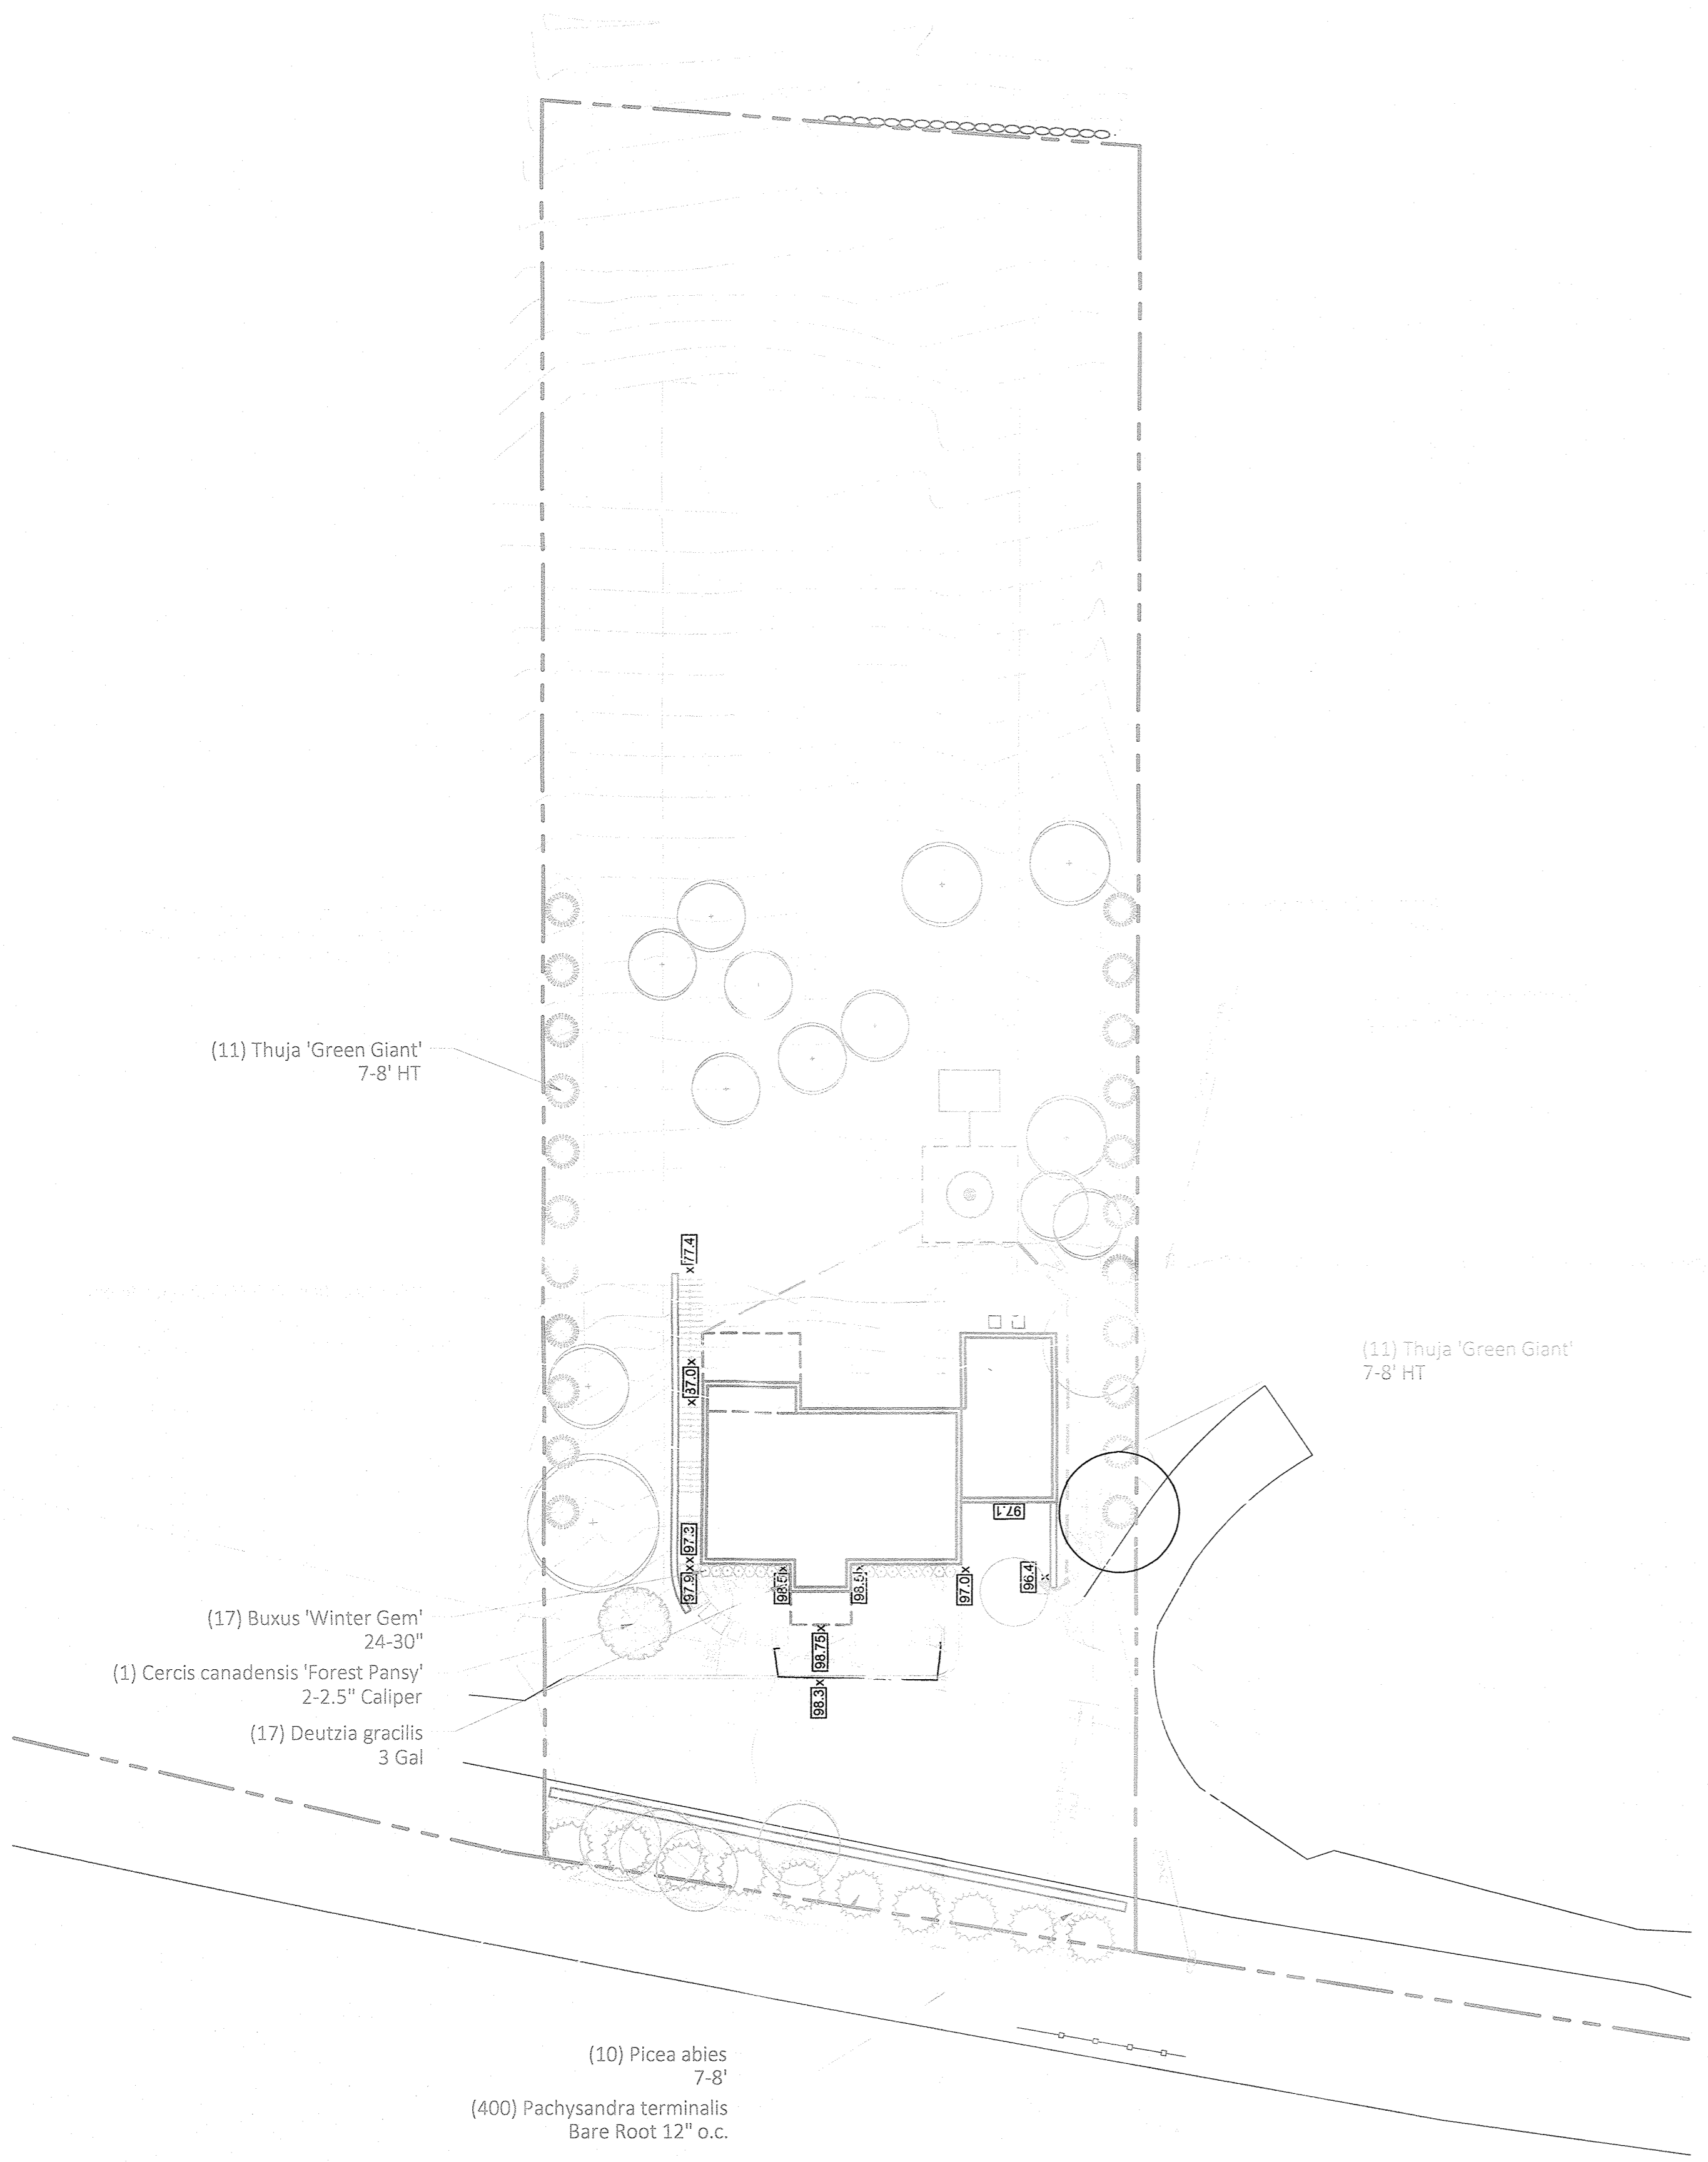 (11) Thuja 'Green Giant'
7-8' HT
77.4
87.0
(11) Thuja 'Green Giant'
7-8' HT
97.1
97.3
97.9
98.5
98.5
97.0
96.4
(17) Buxus 'Winter Gem'
24-30"
98.75
(1) Cercis canadensis 'Forest Pansy'
2-2.5" Caliper
98.3
(17) Deutzia gracilis
3 Gal
(10) Picea abies
7-8'
(400) Pachysandra terminalis
Bare Root 12" o.c.